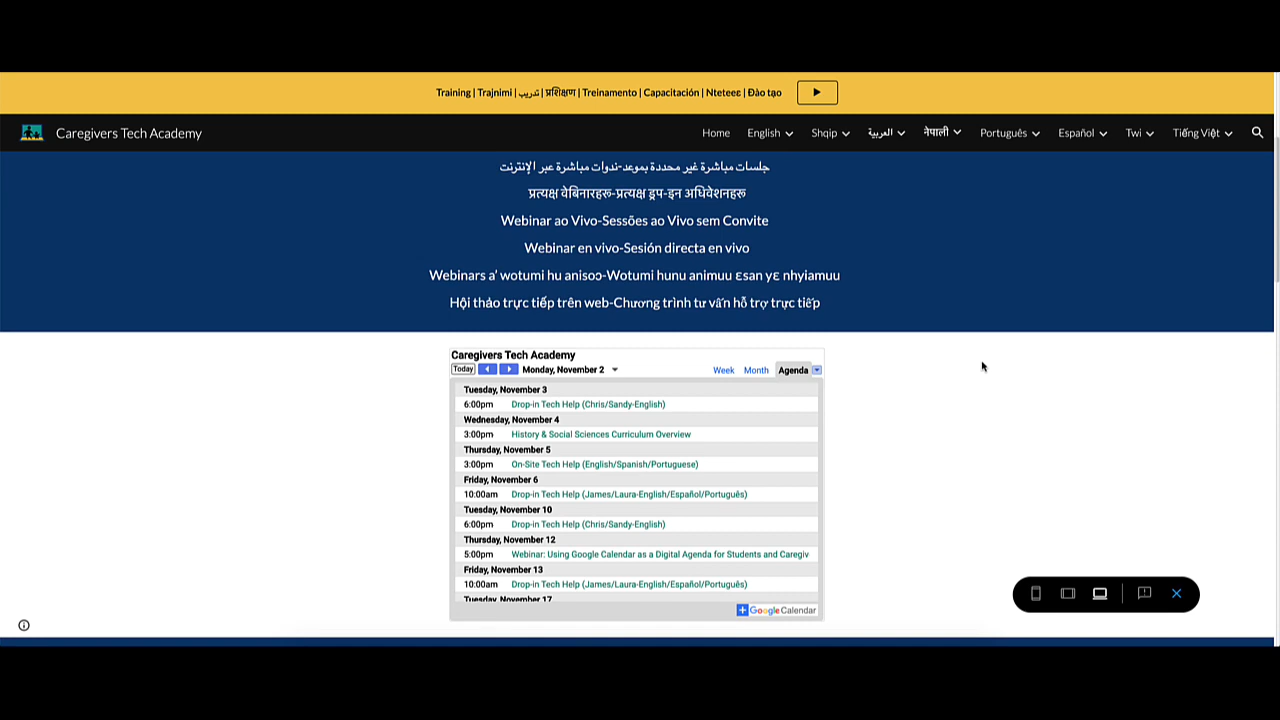 Training | Trajnimi | تدريب | प्रशिक्षण | Treinamento | Capacitación | Nteteeɛ | Đào tạo
Caregivers Tech Academy
Home English Shqip العربية नेपाली Português Español Twi Tiếng Việt
جلسات مباشرة غير محددة بموعد-ندوات مباشرة عبر الإنترنت
प्रत्यक्ष वेबिनारहरू-प्रत्यक्ष ड्रप-इन अधिवेशनहरू
Webinar ao Vivo-Sessões ao Vivo sem Convite
Webinar en vivo-Sesión directa en vivo
Webinars a' wotumi hu anisoɔ-Wotumi hunu animuu ɛsan yɛ nhyiamuu
Hội thảo trực tiếp trên web-Chương trình tư vấn hỗ trợ trực tiếp
Caregivers Tech Academy
Today Monday, November 2 Week Month Agenda
Tuesday, November 3
6:00pm Drop-in Tech Help (Chris/Sandy-English)
Wednesday, November 4
3:00pm History & Social Sciences Curriculum Overview
Thursday, November 5
3:00pm On-Site Tech Help (English/Spanish/Portuguese)
Friday, November 6
10:00am Drop-in Tech Help (James/Laura-English/Español/Português)
Tuesday, November 10
6:00pm Drop-in Tech Help (Chris/Sandy-English)
Thursday, November 12
5:00pm Webinar: Using Google Calendar as a Digital Agenda for Students and Caregiv
Friday, November 13
10:00am Drop-in Tech Help (James/Laura-English/Español/Português)
Tuesday, November 17
Google Calendar